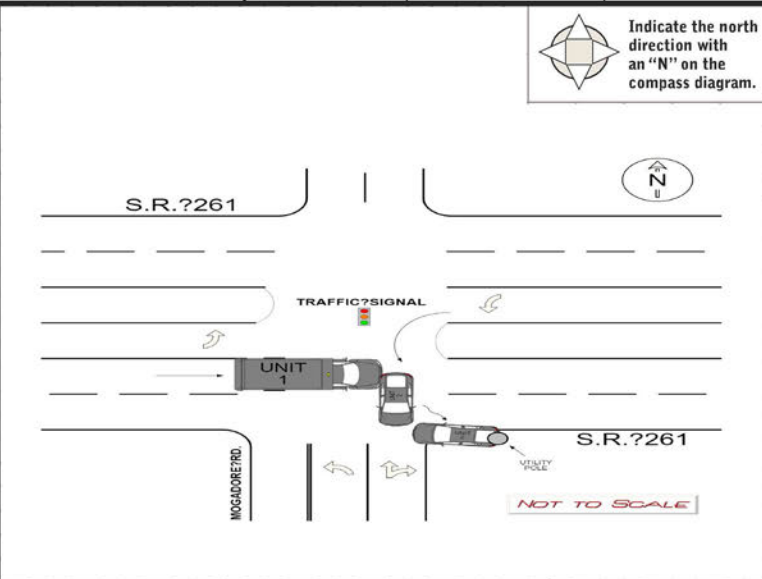 Indicate the north
direction with
an “N” on the
compass diagram.
N
S.R.?261
TRAFFIC?SIGNAL
UNIT
1
S.R.?261
MOGADORE?RD.
UTILITY
POLE
NOT TO SCALE